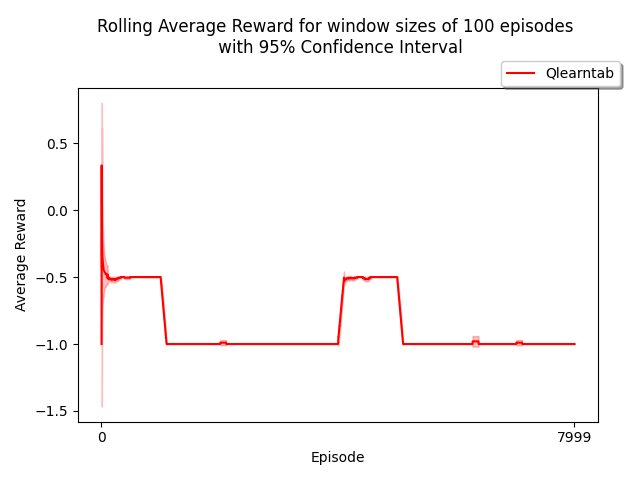 Rolling Average Reward for window sizes of 100 episodes
with 95% Confidence Interval
Qlearntab
0.5
0.0
−0.5
−1.0
−1.5
Average Reward
0
7999
Episode